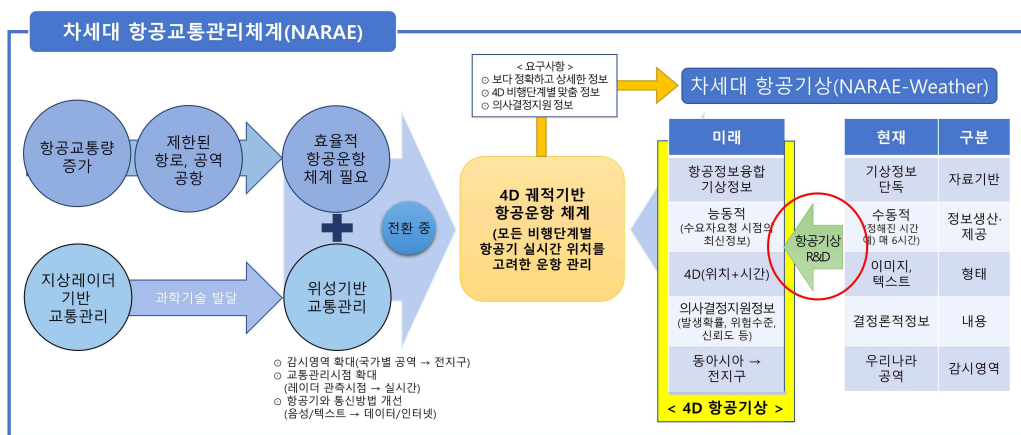 차세대 항공교통관리체계(NARAE)
< 요구사항 >
⊙ 보다 정확하고 상세한 정보
⊙ 4D 비행단계별 맞춤 정보
⊙ 의사결정지원 정보
차세대 항공기상(NARAE-Weather)
항공교통량
증가
제한된
항로, 공역
공항
효율적
항공운항
체계 필요
전환 중
지상레이더
기반
교통관리
과학기술 발달
위성기반
교통관리
⊙ 감시영역 확대(국가별 공역 → 전지구)
⊙ 교통관리시점 확대
(레이더 관측시점 → 실시간)
⊙ 항공기와 통신방법 개선
(음성/텍스트 → 데이터/인터넷)
4D 궤적기반
항공운항 체계
(모든 비행단계별
항공기 실시간 위치를
고려한 운항 관리
미래
항공정보융합
기상정보
능동적
(수요자요청 시점의
최신정보)
4D(위치+시간)
의사결정지원정보
(발생확률, 위험수준,
신뢰도 등)
동아시아 →
전지구
< 4D 항공기상 >
항공기상
R&D
현재
구분
기상정보
단독
자료기반
수동적
(정해진 시간
예) 매 6시간)
정보생산·
제공
이미지,
텍스트
형태
결정론적정보
내용
우리나라
공역
감시영역